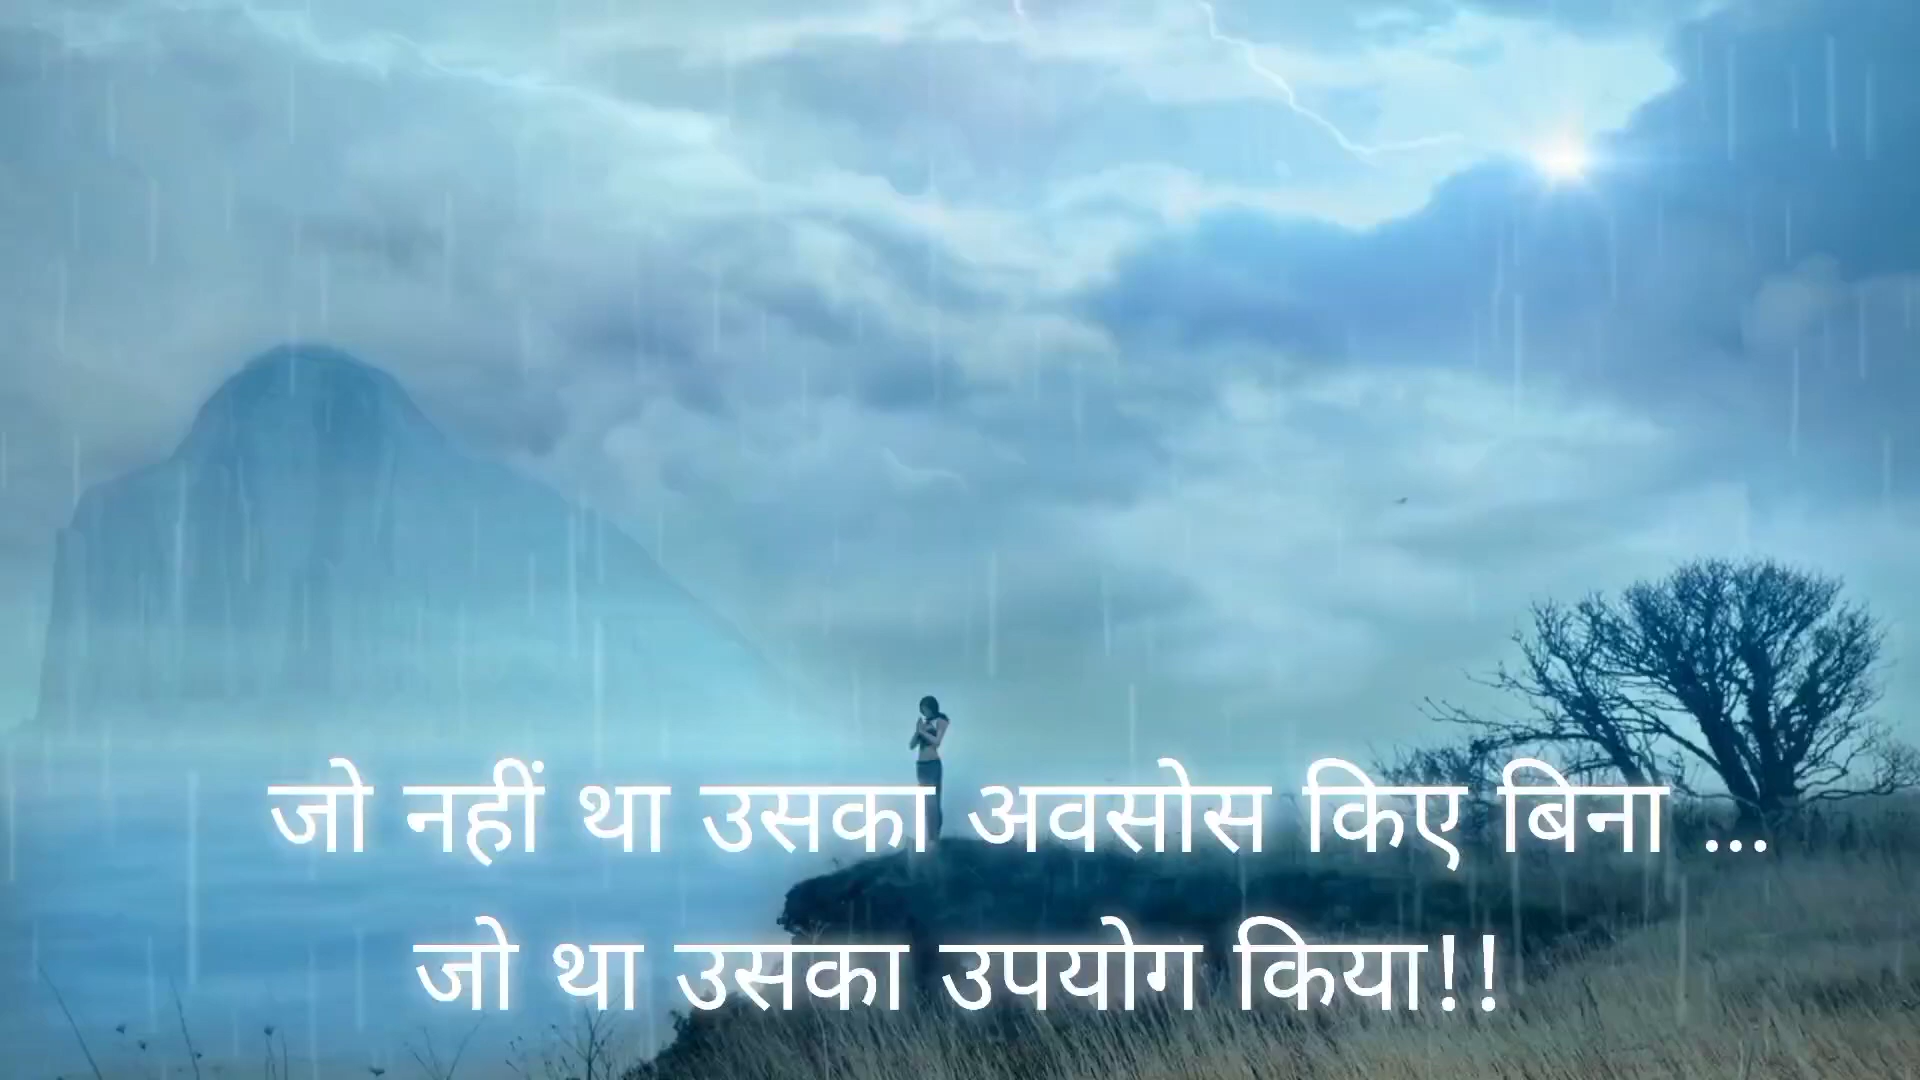 जो नहीं था उसका अवसोस किए बिना ...
जो था उसका उपयोग किया!!